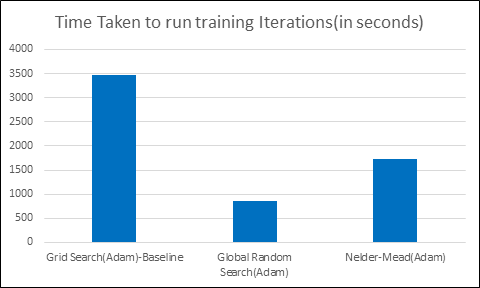 Time Taken to run training Iterations(in seconds)
4000
3500
3000
2500
2000
1500
1000
500
0
Grid Search(Adam)-Baseline
Global Random
Search(Adam)
Nelder-Mead(Adam)